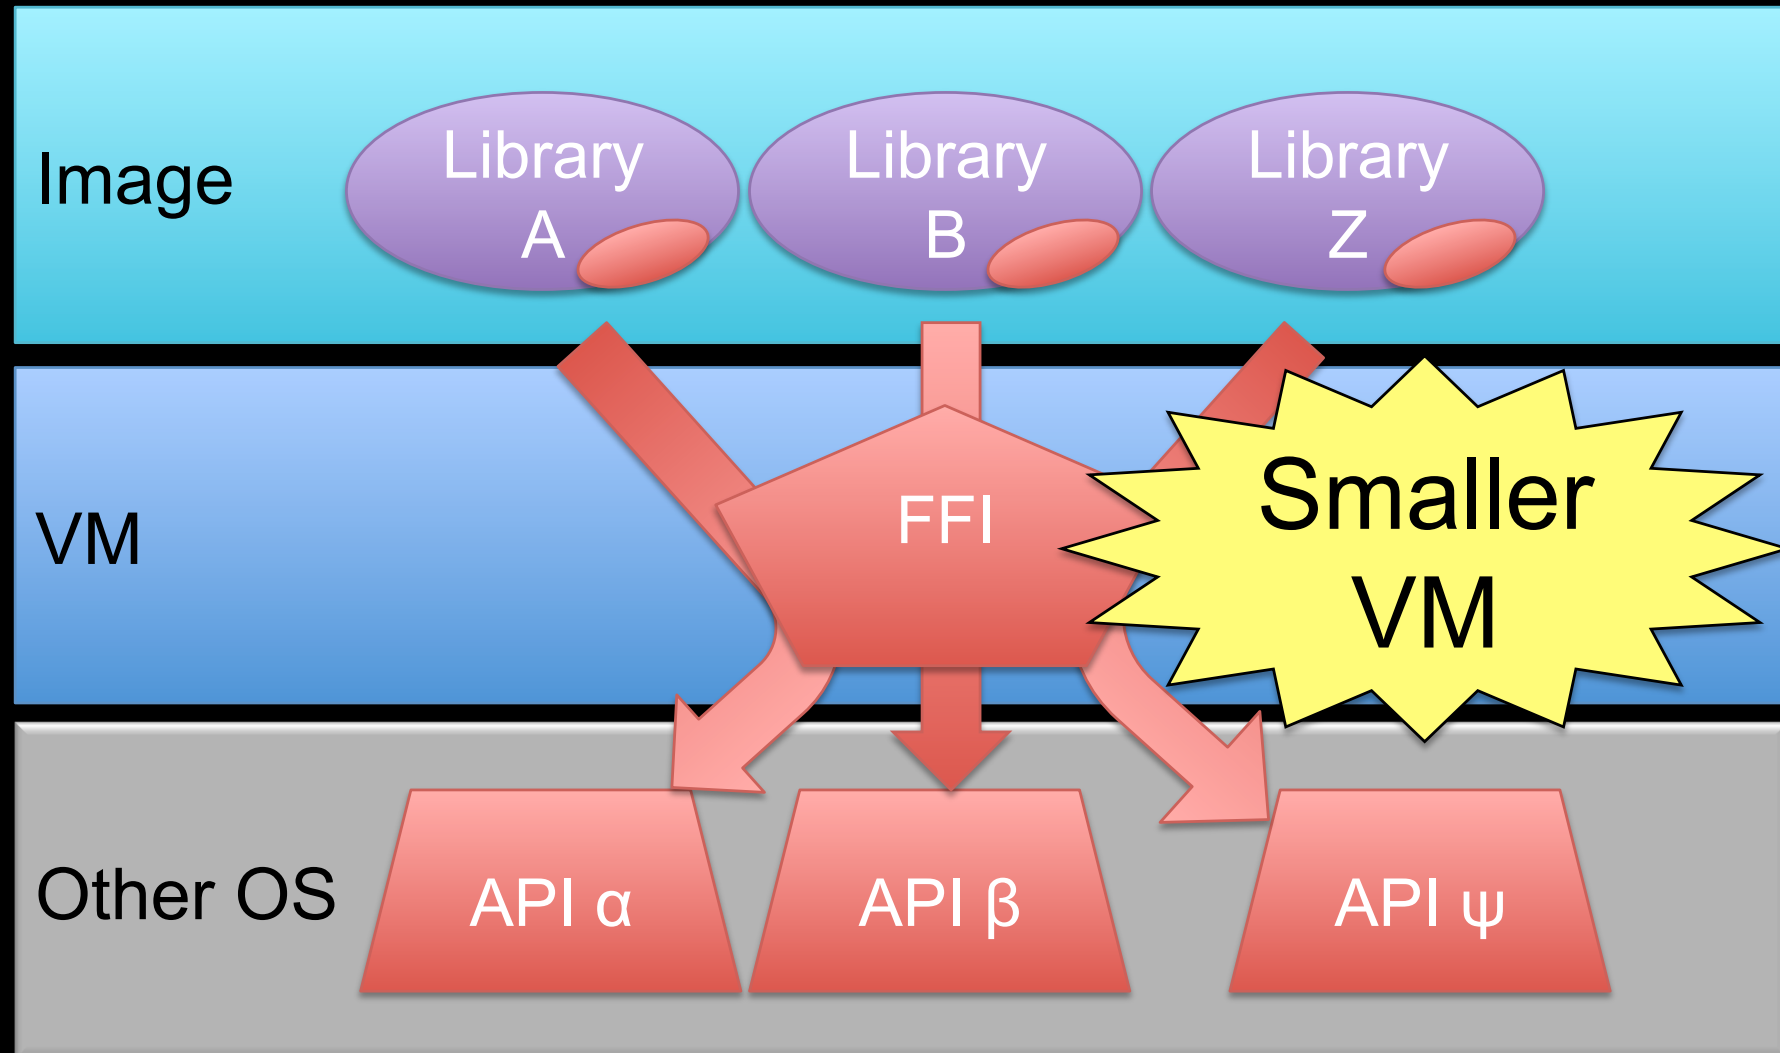 Image
Library
A
Library
B
Library
Z
VM
FFI
Smaller
VM
Other OS
API α
API β
API ψ